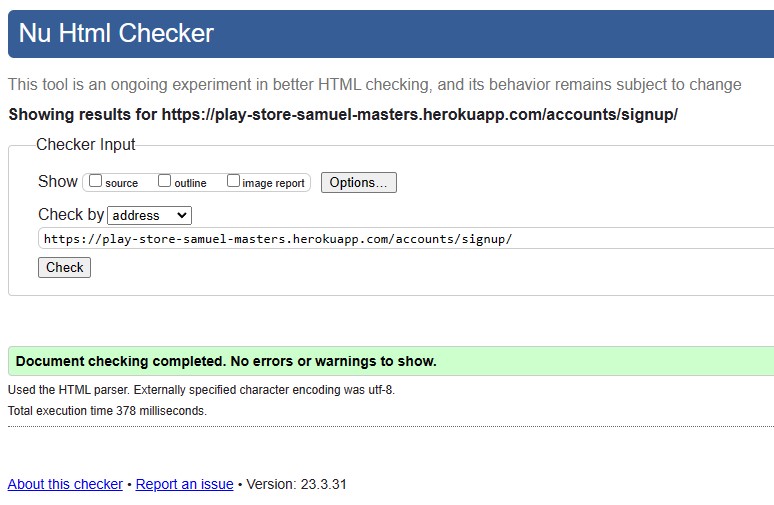 Nu Html Checker
This tool is an ongoing experiment in better HTML checking, and its behavior remains subject to change
Showing results for https://play-store-samuel-masters.herokuapp.com/accounts/signup/
Checker Input
Show source outline image report Options...
Check by address
https://play-store-samuel-masters.herokuapp.com/accounts/signup/
Check
Document checking completed. No errors or warnings to show.
Used the HTML parser. Externally specified character encoding was utf-8.
Total execution time 378 milliseconds.
About this checker • Report an issue • Version: 23.3.31